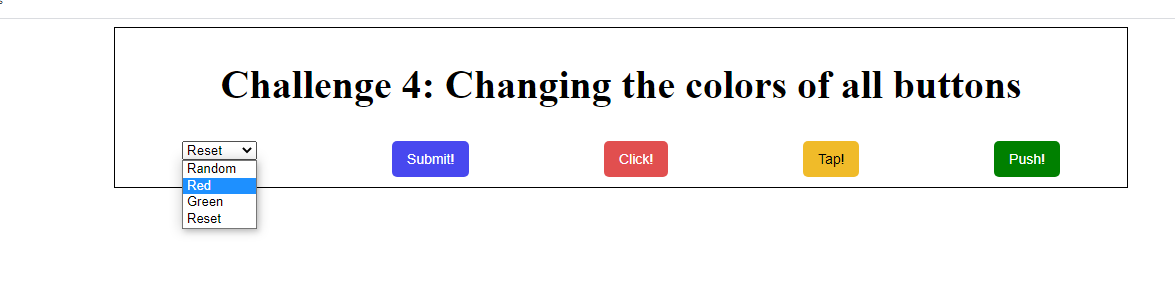 Challenge 4: Changing the colors of all buttons
Reset Submit! Click! Tap! Push!
Random
Red
Green
Reset